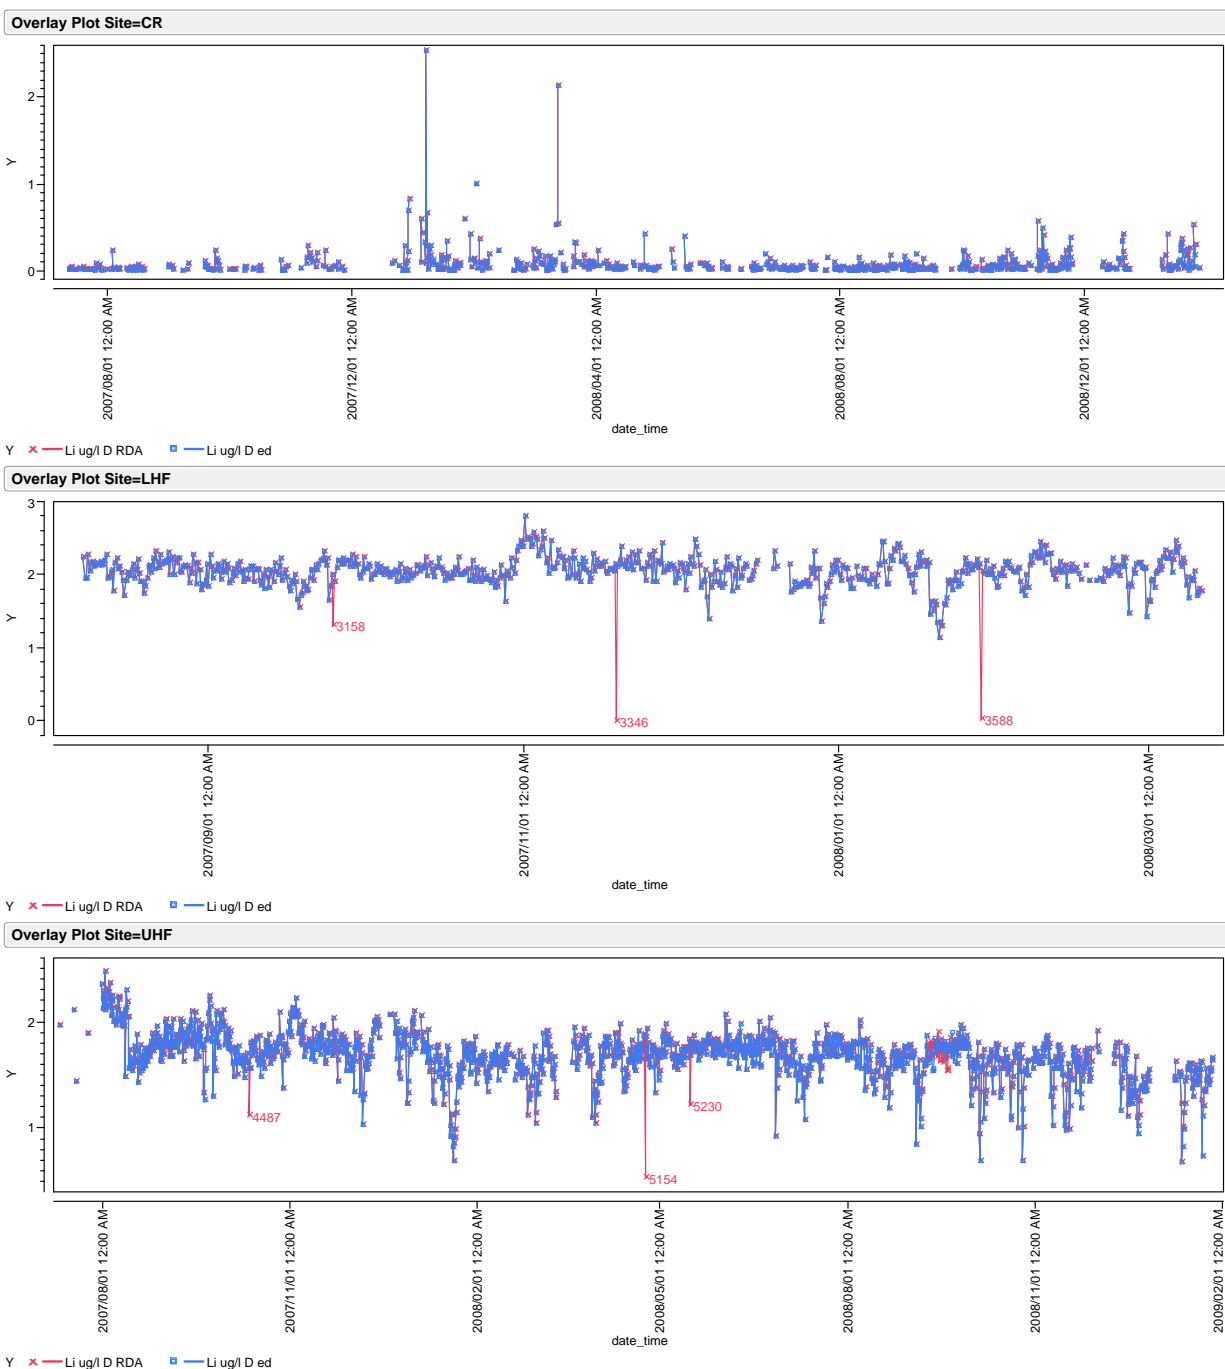 Overlay Plot Site=CR
Y
2
1
0
2007/08/01 12:00 AM
2007/12/01 12:00 AM
2008/04/01 12:00 AM
2008/08/01 12:00 AM
2008/12/01 12:00 AM
date_time
Y Li ug/l D RDA Li ug/l D ed
Overlay Plot Site=LHF
Y
3
2
1
0
3158
3346
3588
2007/09/01 12:00 AM
2007/11/01 12:00 AM
2008/01/01 12:00 AM
2008/03/01 12:00 AM
date_time
Y Li ug/l D RDA Li ug/l D ed
Overlay Plot Site=UHF
Y
2
1
4487
5154
5230
2007/08/01 12:00 AM
2007/11/01 12:00 AM
2008/02/01 12:00 AM
2008/05/01 12:00 AM
2008/08/01 12:00 AM
2008/11/01 12:00 AM
2009/02/01 12:00 AM
date_time
Y Li ug/l D RDA Li ug/l D ed